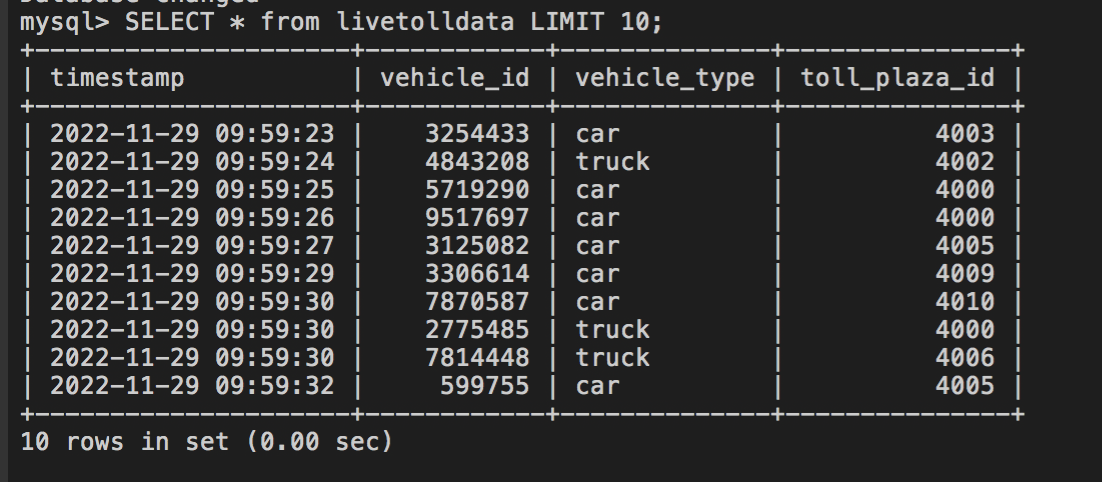 Database changed
mysql> SELECT * from livetolldata LIMIT 10;
+---------------------+------------+--------------+---------------+
| timestamp           | vehicle_id | vehicle_type | toll_plaza_id |
+---------------------+------------+--------------+---------------+
| 2022-11-29 09:59:23 |    3254433 | car          |          4003 |
| 2022-11-29 09:59:24 |    4843208 | truck        |          4002 |
| 2022-11-29 09:59:25 |    5719290 | car          |          4000 |
| 2022-11-29 09:59:26 |    9517697 | car          |          4000 |
| 2022-11-29 09:59:27 |    3125082 | car          |          4005 |
| 2022-11-29 09:59:29 |    3306614 | car          |          4009 |
| 2022-11-29 09:59:30 |    7870587 | car          |          4010 |
| 2022-11-29 09:59:30 |    2775485 | truck        |          4000 |
| 2022-11-29 09:59:30 |    7814448 | truck        |          4006 |
| 2022-11-29 09:59:32 |     599755 | car          |          4005 |
+---------------------+------------+--------------+---------------+
10 rows in set (0.00 sec)